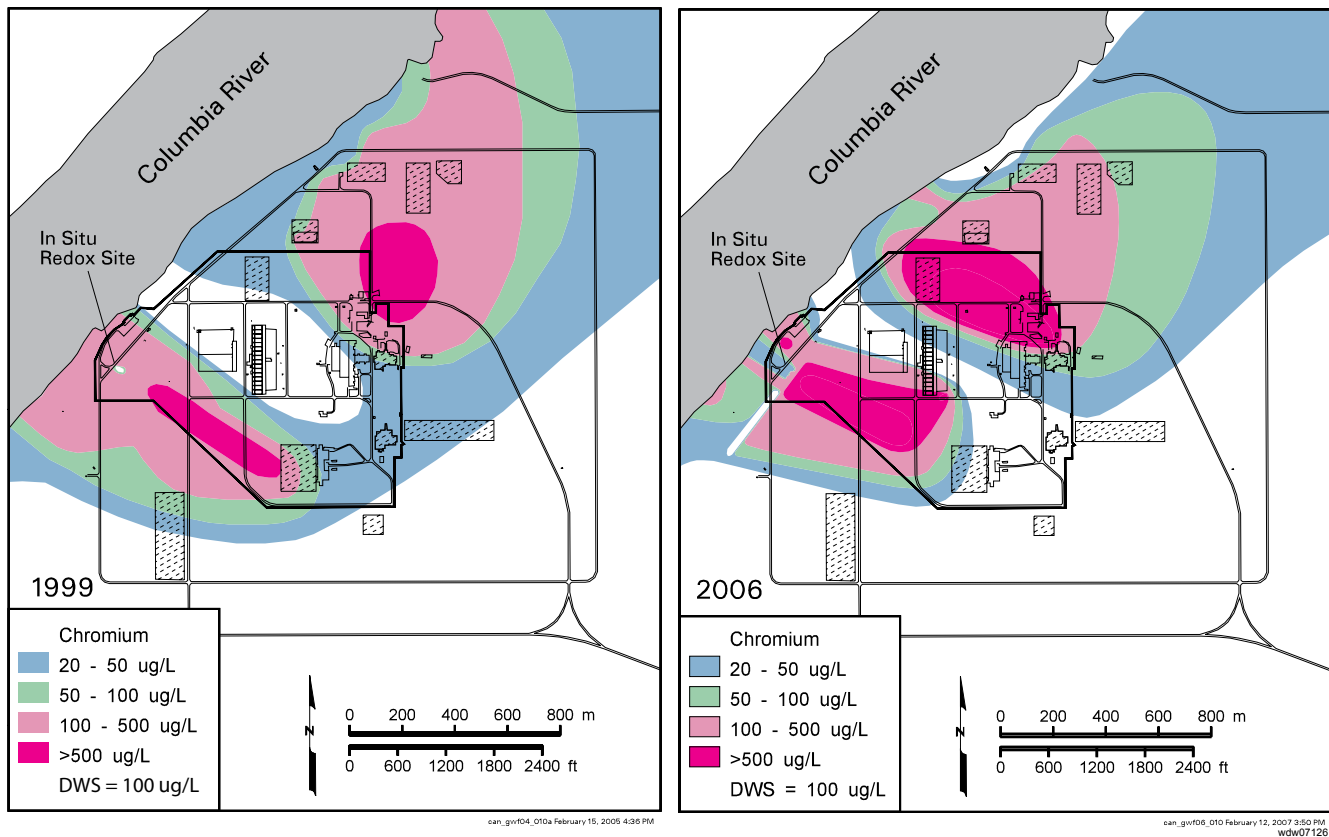 Columbia River
In Situ
Redox Site
1999
Chromium
20 - 50 ug/L
50 - 100 ug/L
100 - 500 ug/L
>500 ug/L
DWS = 100 ug/L
N
0 200 400 600 800 m
0 600 1200 1800 2400 ft
can_gwf04_010a February 15, 2005 4:36 PM
Columbia River
In Situ
Redox Site
2006
Chromium
20 - 50 ug/L
50 - 100 ug/L
100 - 500 ug/L
>500 ug/L
DWS = 100 ug/L
N
0 200 400 600 800 m
0 600 1200 1800 2400 ft
can_gwf06_010 February 12, 2007 3:50 PM
wdw07126